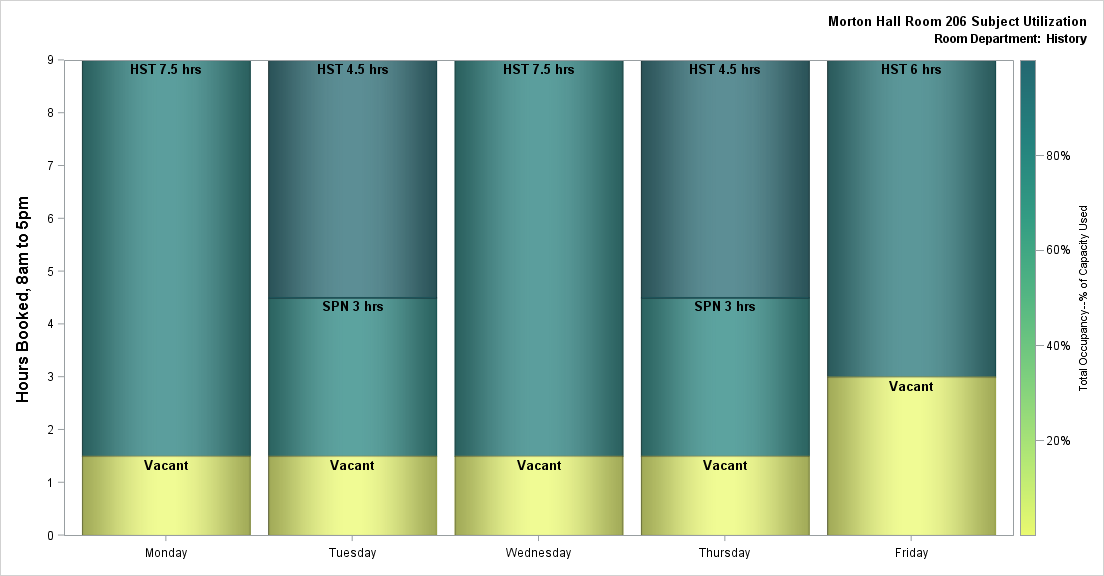 Morton Hall Room 206 Subject Utilization
Room Department: History
Hours Booked, 8am to 5pm
9
8
7
6
5
4
3
2
1
0
HST 7.5 hrs
Vacant
HST 4.5 hrs
SPN 3 hrs
Vacant
HST 7.5 hrs
Vacant
HST 4.5 hrs
SPN 3 hrs
Vacant
HST 6 hrs
Vacant
Monday
Tuesday
Wednesday
Thursday
Friday
80%
60%
40%
20%
Total Occupancy--% of Capacity Used